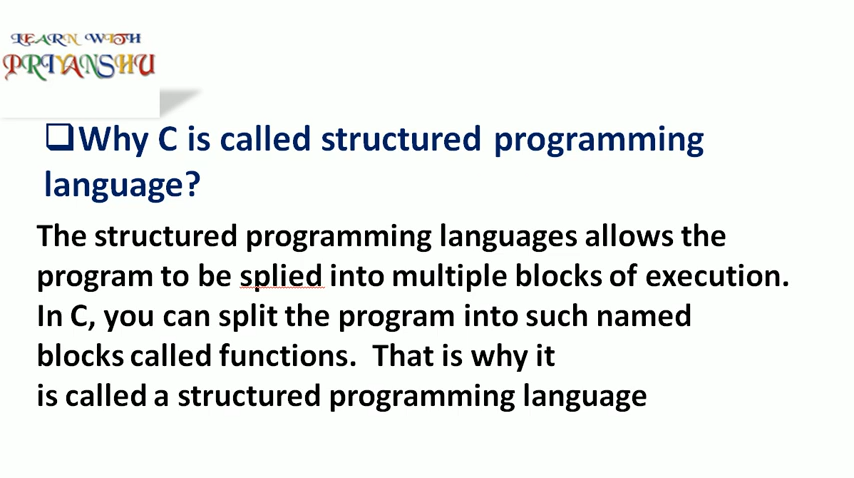 LEARN WITH
PRIYANSHU
❑Why C is called structured programming
language?
The structured programming languages allows the
program to be splied into multiple blocks of execution.
In C, you can split the program into such named
blocks called functions. That is why it
is called a structured programming language